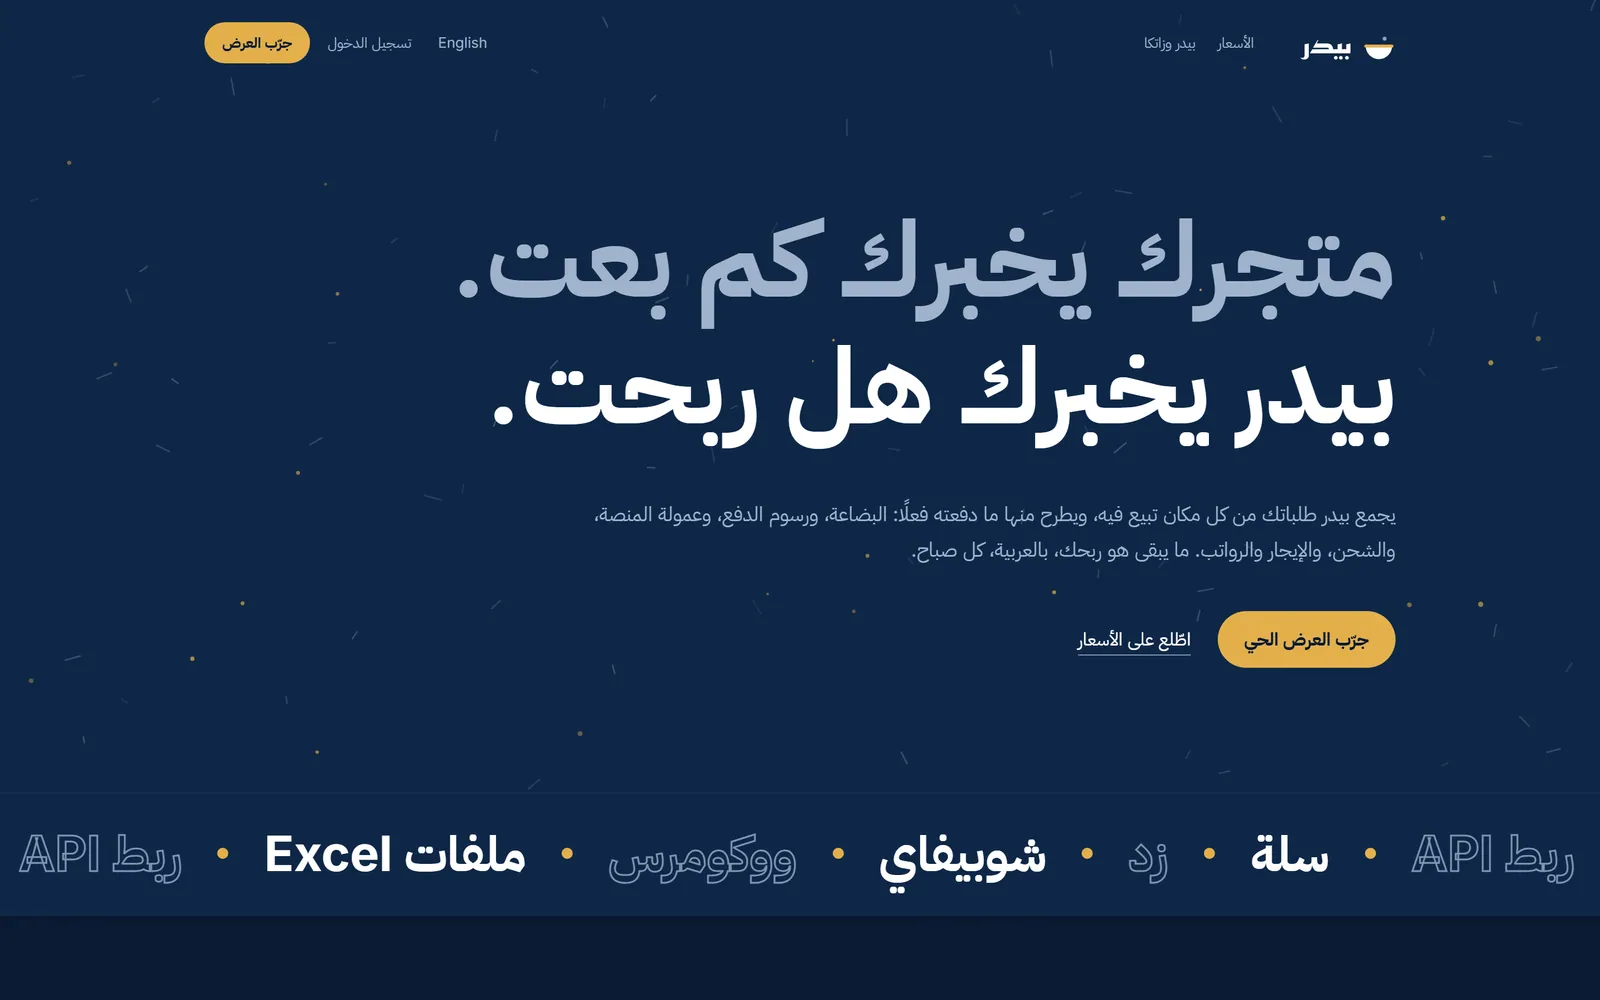 بيدر
الأسعار
بيدر وزاتكا
English
تسجيل الدخول
جرّب العرض
متجرك يخبرك كم بعت.
بيدر يخبرك هل ربحت.
يجمع بيدر طلباتك من كل مكان تبيع فيه، ويطرح منها ما دفعته فعلًا: البضاعة، ورسوم الدفع، وعمولة المنصة،
والشحن، والإيجار والرواتب. ما يبقى هو ربحك، بالعربية، كل صباح.
جرّب العرض الحي
اطّلع على الأسعار
ربط API • سلة • زد • شوبيفاي • ووكومرس • ملفات Excel • ربط API